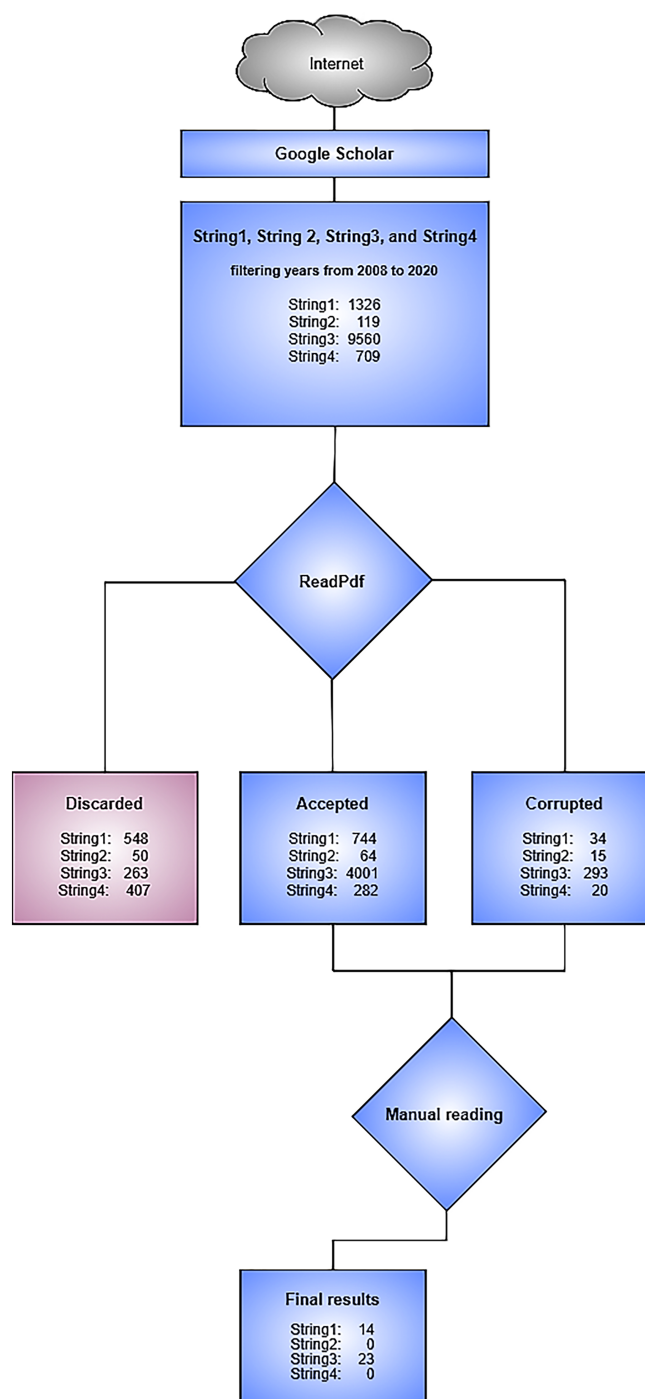 Internet
Google Scholar
String1, String 2, String3, and String4
filtering years from 2008 to 2020
String1: 1326
String2: 119
String3: 9560
String4: 709
ReadPdf
Discarded
String1: 548
String2: 50
String3: 263
String4: 407
Accepted
String1: 744
String2: 64
String3: 4001
String4: 282
Corrupted
String1: 34
String2: 15
String3: 293
String4: 20
Manual reading
Final results
String1: 14
String2: 0
String3: 23
String4: 0